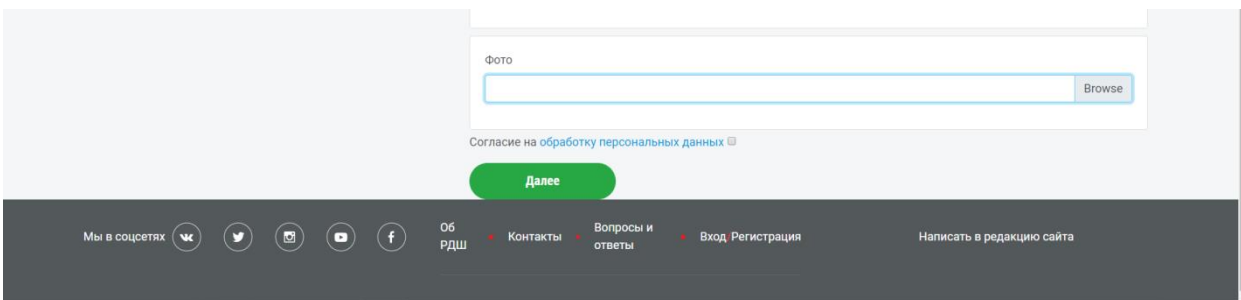 Фото
Browse
Согласие на обработку персональных данных
Далее
Мы в соцсетях
Об
РДШ
Контакты
Вопросы и
ответы
Вход/Регистрация
Написать в редакцию сайта